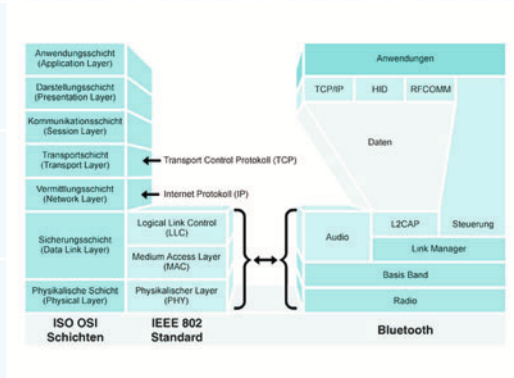 Anwendungsschicht
(Application Layer)
Darstellungsschicht
(Presentation Layer)
Kommunikationsschicht
(Session Layer)
Transportschicht
(Transport Layer)
Vermittlungsschicht
(Network Layer)
Sicherungsschicht
(Data Link Layer)
Physikalische Schicht
(Physical Layer)
ISO OSI
Schichten
Transport Control Protokoll (TCP)
Internet Protokoll (IP)
Logical Link Control
(LLC)
Medium Access Layer
(MAC)
Physikalischer Layer
(PHY)
IEEE 802
Standard
Anwendungen
TCP/IP
HID
RFCOMM
Daten
Audio
L2CAP
Steuerung
Link Manager
Basis Band
Radio
Bluetooth